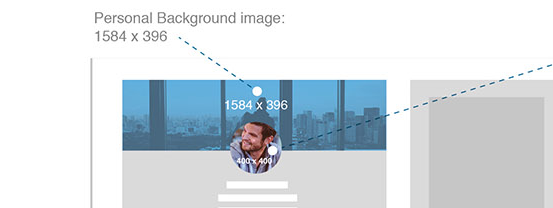 Personal Background image:
1584 x 396
1584 x 396
400 x 400